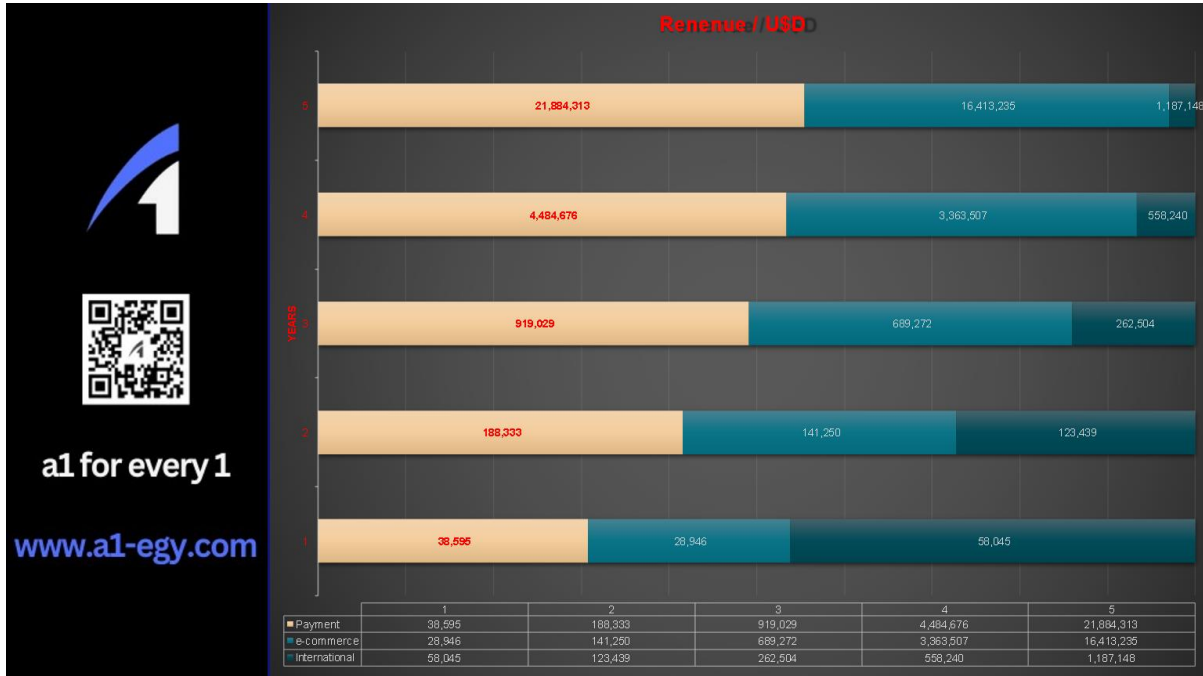 Renenue / USD
5
21,884,313
16,413,235
1,187,148
4
4,484,676
3,363,507
558,240
YEARS
3
919,029
689,272
262,504
2
188,333
141,250
123,439
1
38,595
28,946
58,045
1 2 3 4 5
Payment 38,595 188,333 919,029 4,484,676 21,884,313
e-commerce 28,946 141,250 689,272 3,363,507 16,413,235
International 58,045 123,439 262,504 558,240 1,187,148
A1
a1 for every 1
www.a1-egy.com